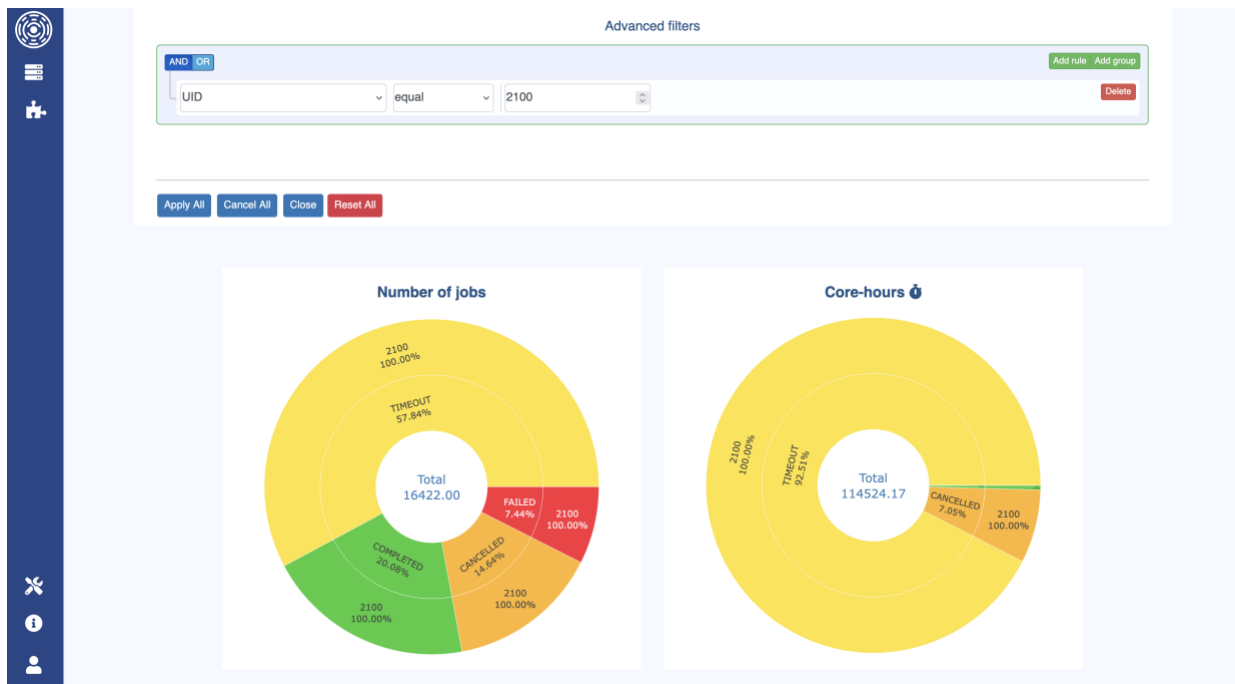 Advanced filters
AND OR
Add rule Add group
UID equal 2100
Delete
Apply All Cancel All Close Reset All
Number of jobs
2100
100.00%
TIMEOUT
57.84%
Total
16422.00
FAILED
7.44%
2100
100.00%
COMPLETED
20.08%
CANCELLED
14.64%
2100
100.00%
2100
100.00%
Core-hours
2100
100.00%
TIMEOUT
92.51%
Total
114524.17
CANCELLED
7.05%
2100
100.00%